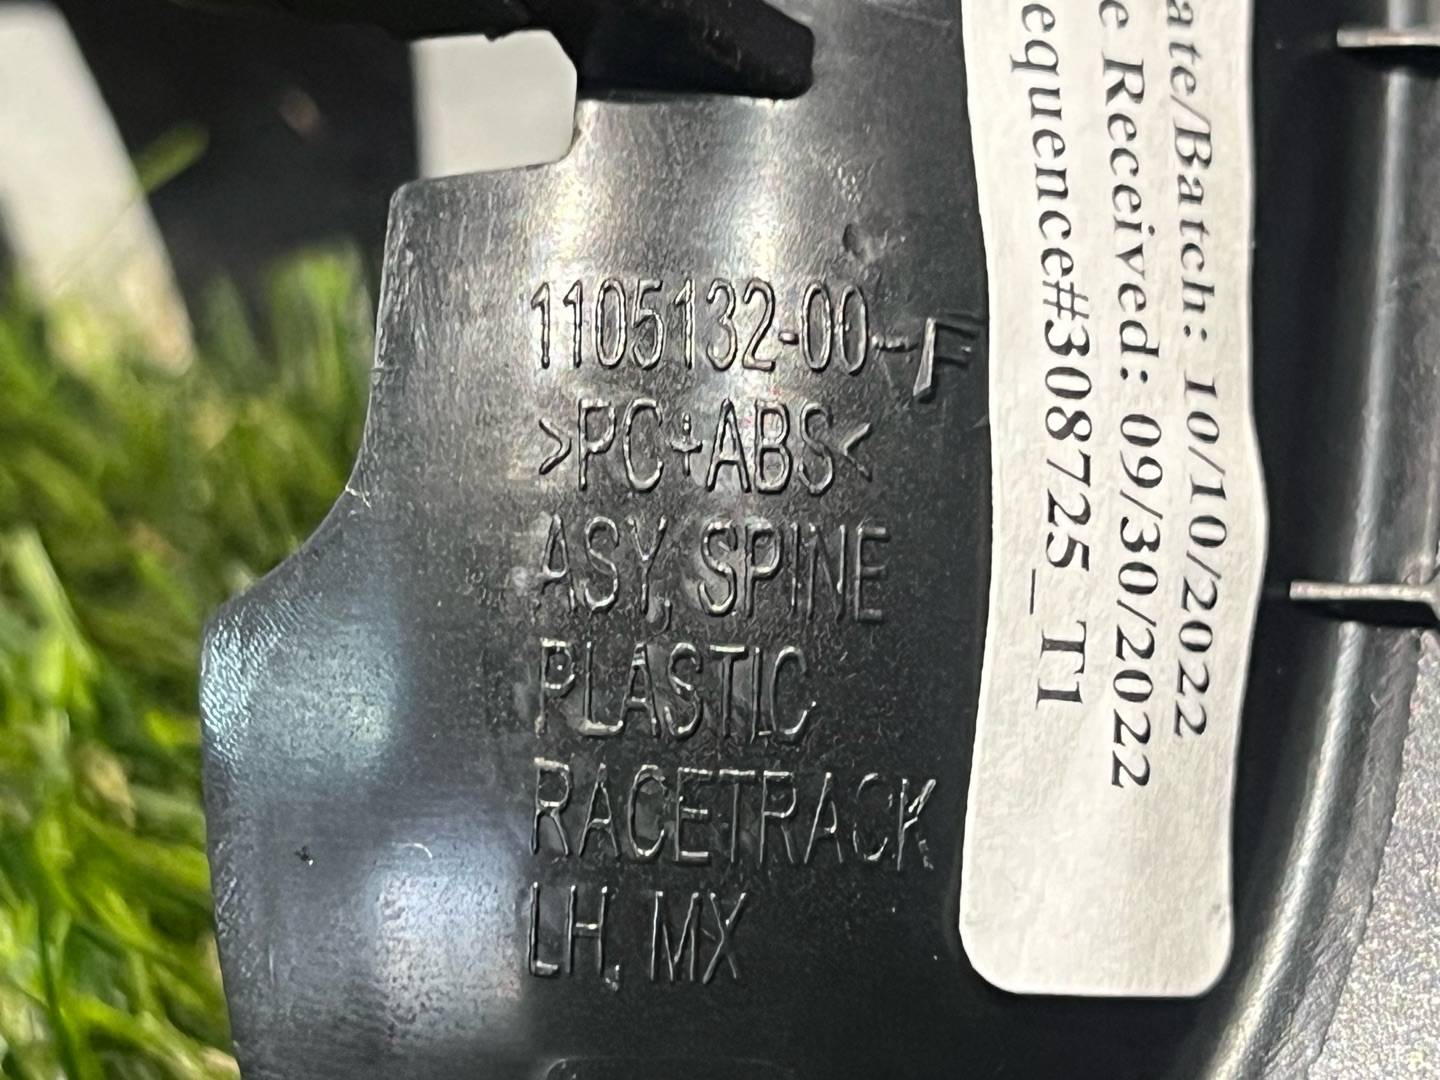 1105132-00-F
>PC+ABS<
ASY, SPINE
PLASTIC
RACETRACK
LH, MX
ate/Batch: 10/10/2022
e Received: 09/30/2022
equence#3087725_T1